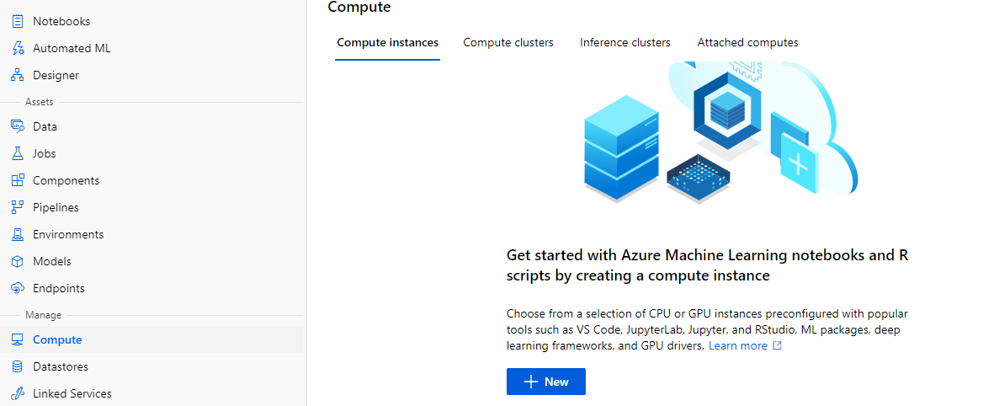 Notebooks
Automated ML
Designer
Assets
Data
Jobs
Components
Pipelines
Environments
Models
Endpoints
Manage
Compute
Datastores
Linked Services
Compute
Compute instances Compute clusters Inference clusters Attached computes
Get started with Azure Machine Learning notebooks and R
scripts by creating a compute instance
Choose from a selection of CPU or GPU instances preconfigured with popular
tools such as VS Code, JupyterLab, Jupyter, and RStudio, ML packages, deep
learning frameworks, and GPU drivers. Learn more
New